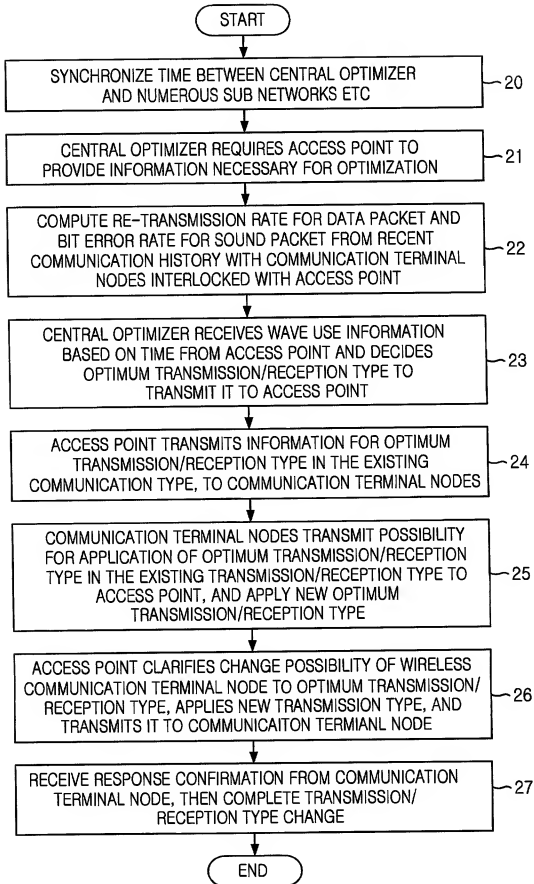 START
SYNCHRONIZE TIME BETWEEN CENTRAL OPTIMIZER
AND NUMEROUS SUB NETWORKS ETC
20
CENTRAL OPTIMIZER REQUIRES ACCESS POINT TO
PROVIDE INFORMATION NECESSARY FOR OPTIMIZATION
21
COMPUTE RE-TRANSMISSION RATE FOR DATA PACKET AND
BIT ERROR RATE FOR SOUND PACKET FROM RECENT
COMMUNICATION HISTORY WITH COMMUNICATION TERMINAL
NODES INTERLOCKED WITH ACCESS POINT
22
CENTRAL OPTIMIZER RECEIVES WAVE USE INFORMATION
BASED ON TIME FROM ACCESS POINT AND DECIDES
OPTIMUM TRANSMISSION/RECEPTION TYPE TO
TRANSMIT IT TO ACCESS POINT
23
ACCESS POINT TRANSMITS INFORMATION FOR OPTIMUM
TRANSMISSION/RECEPTION TYPE IN THE EXISTING
COMMUNICATION TYPE, TO COMMUNICATION TERMINAL NODES
24
COMMUNICATION TERMINAL NODES TRANSMIT POSSIBILITY
FOR APPLICATION OF OPTIMUM TRANSMISSION/RECEPTION
TYPE IN THE EXISTING TRANSMISSION/RECEPTION TYPE TO
ACCESS POINT, AND APPLY NEW OPTIMUM
TRANSMISSION/RECEPTION TYPE
25
ACCESS POINT CLARIFIES CHANGE POSSIBILITY OF WIRELESS
COMMUNICATION TERMINAL NODE TO OPTIMUM TRANSMISSION/
RECEPTION TYPE, APPLIES NEW TRANSMISSION TYPE, AND
TRANSMITS IT TO COMMUNICAITON TERMIANL NODE
26
RECEIVE RESPONSE CONFIRMATION FROM COMMUNICATION
TERMINAL NODE, THEN COMPLETE TRANSMISSION/
RECEPTION TYPE CHANGE
27
END